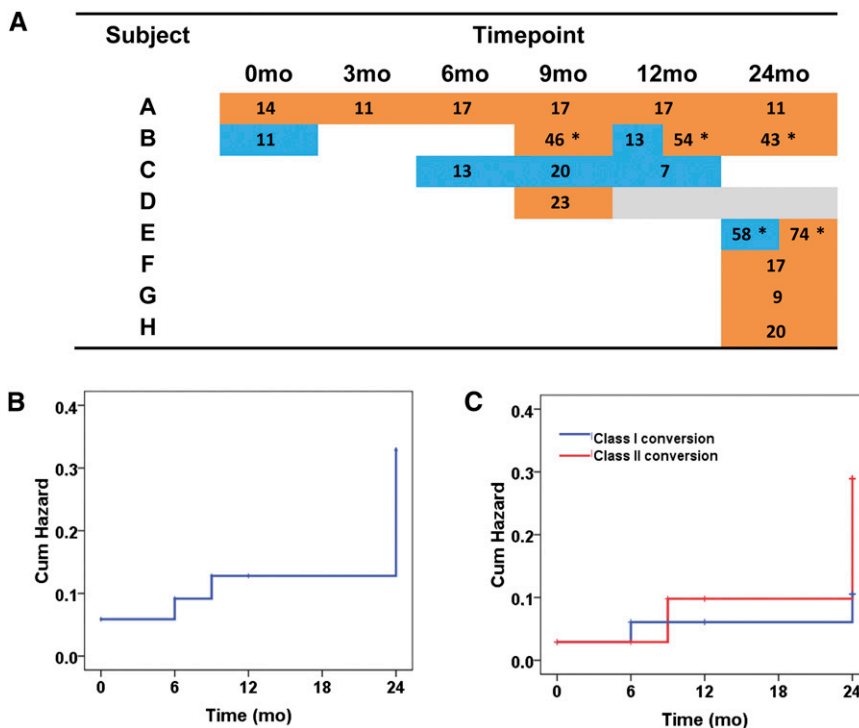 A
Subject Timepoint
0mo 3mo 6mo 9mo 12mo 24mo
A 14 11 17 17 17 11
B 11 46 * 13 54 * 43 *
C 13 20 7
D 23
E 58 * 74 *
F 17
G 9
H 20
B
0.4
0.3
0.2
0.1
0.0
Cum Hazard
0 6 12 18 24
Time (mo)
C
0.4
0.3
0.2
0.1
0.0
Cum Hazard
Class I conversion
Class II conversion
0 6 12 18 24
Time (mo)